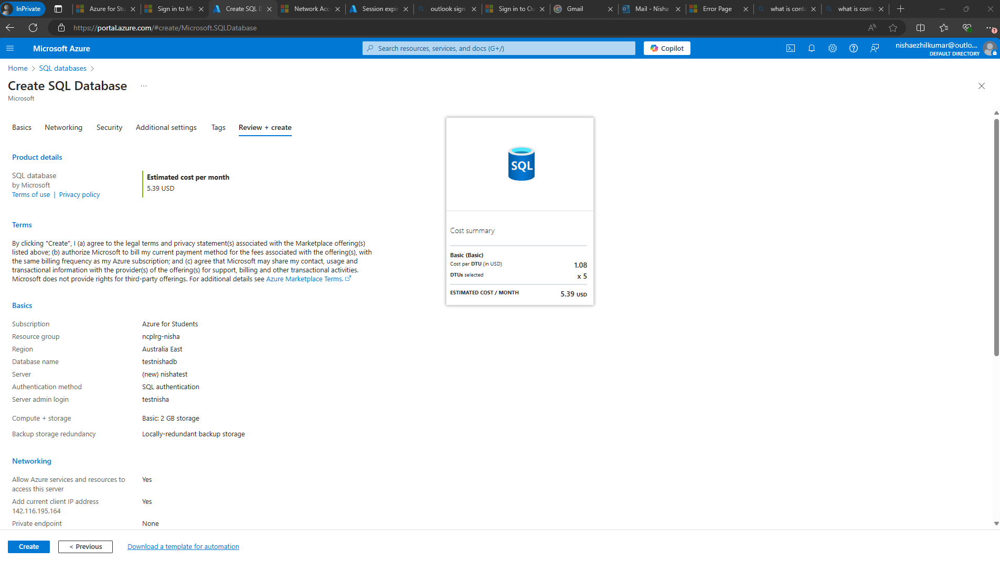 InPrivate
Azure for Stu
Sign in to Mi
Create SQL D
Network Acc
Session expir
outlook sign
Sign in to Ou
Gmail
Mail - Nisha
Error Page
what is conta
what is conta
https://portal.azure.com/#create/Microsoft.SQLDatabase
Microsoft Azure
Search resources, services, and docs (G+/)
Copilot
nishaezhilkumar@outlo...
DEFAULT DIRECTORY
Home > SQL databases >
Create SQL Database ...
Microsoft
Basics Networking Security Additional settings Tags Review + create
Product details
SQL database
by Microsoft
Terms of use | Privacy policy
Estimated cost per month
5.39 USD
Terms
By clicking "Create", I (a) agree to the legal terms and privacy statement(s) associated with the Marketplace offering(s)
listed above; (b) authorize Microsoft to bill my current payment method for the fees associated with the offering(s), with
the same billing frequency as my Azure subscription; and (c) agree that Microsoft may share my contact, usage and
transactional information with the provider(s) of the offering(s) for support, billing and other transactional activities.
Microsoft does not provide rights for third-party offerings. For additional details see Azure Marketplace Terms.
Basics
Subscription Azure for Students
Resource group ncplrg-nisha
Region Australia East
Database name testnishadb
Server (new) nishatest
Authentication method SQL authentication
Server admin login testnisha
Compute + storage Basic: 2 GB storage
Backup storage redundancy Locally-redundant backup storage
Networking
Allow Azure services and resources to Yes
access this server
Add current client IP address Yes
142.116.195.164
Private endpoint None
SQL
Cost summary
Basic (Basic)
Cost per DTU (in USD) 1.08
DTUs selected x 5
ESTIMATED COST / MONTH 5.39 USD
Create
< Previous
Download a template for automation